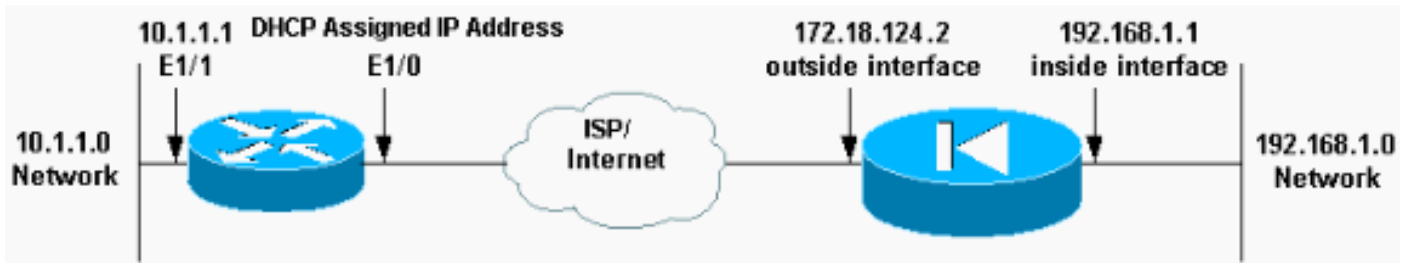 10.1.1.1
E1/1
DHCP Assigned IP Address
E1/0
172.18.124.2
outside interface
192.168.1.1
inside interface
10.1.1.0
Network
ISP/
Internet
192.168.1.0
Network